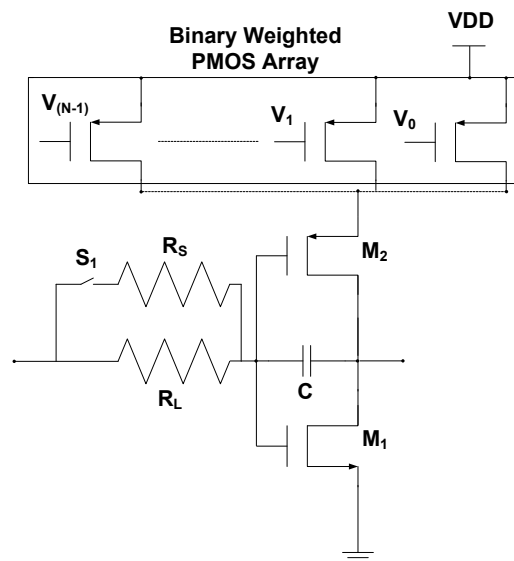 Binary Weighted
PMOS Array
VDD
V(N-1)
V1
V0
M2
S1
RS
RL
C
M1